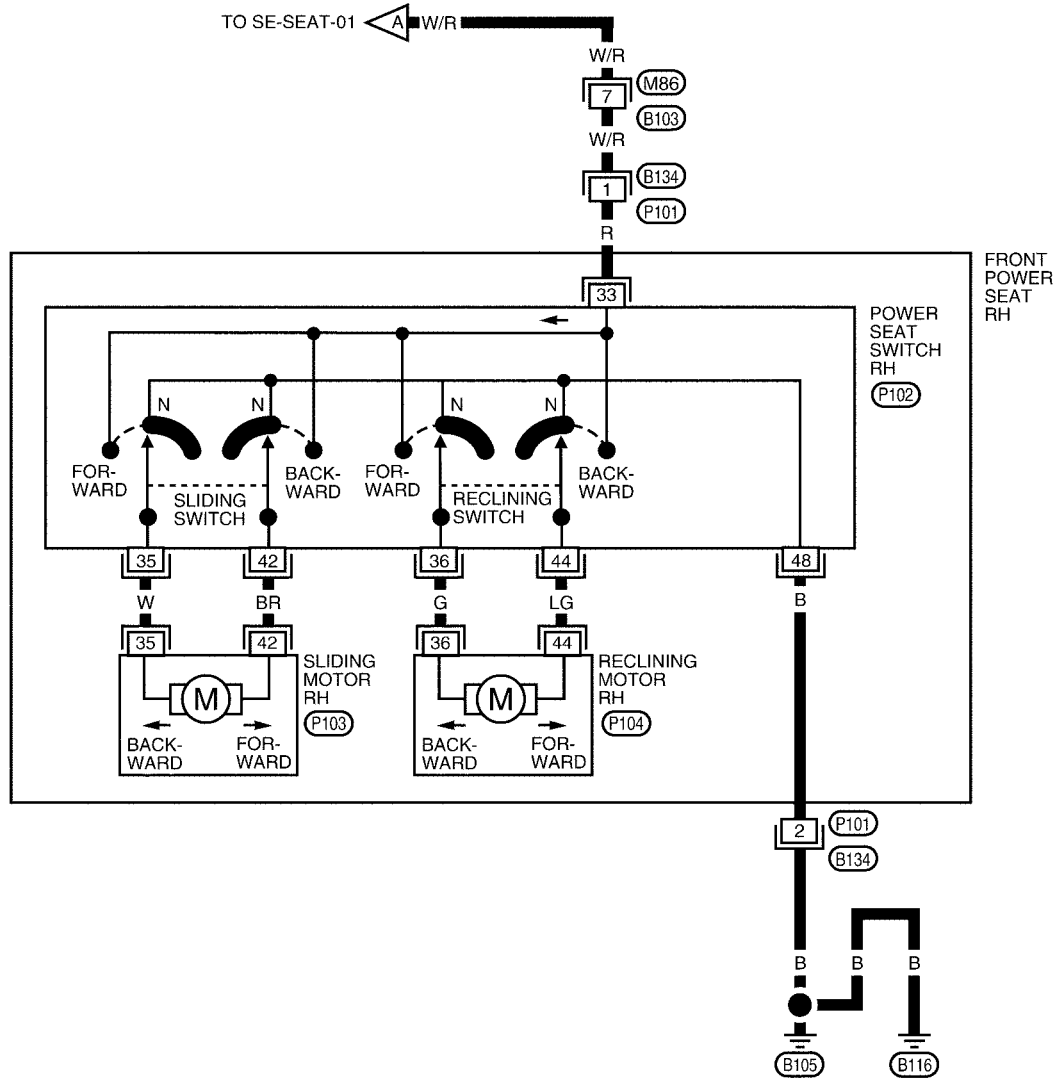 TO SE-SEAT-01 A W/R
W/R
7 M86
B103
W/R
1 B134
P101
R
FRONT
POWER
SEAT
RH
33
POWER
SEAT
SWITCH
RH
P102
N N N N
FOR-
WARD
BACK-
WARD
FOR-
WARD
BACK-
WARD
SLIDING
SWITCH
RECLINING
SWITCH
35 42 36 44 48
W BR G LG B
35 42 36 44
SLIDING
MOTOR
RH
P103
RECLINING
MOTOR
RH
P104
M M
BACK-
WARD
FOR-
WARD
BACK-
WARD
FOR-
WARD
2 P101
B134
B B B
B105 B116